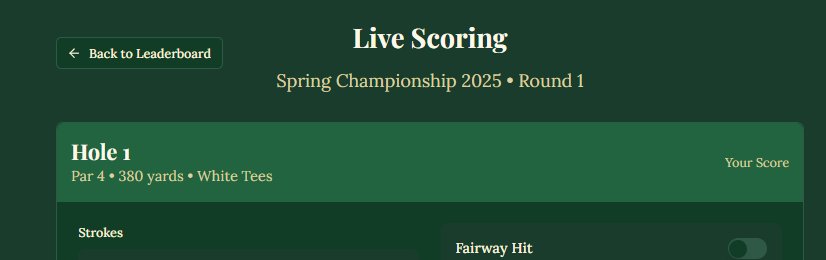 Live Scoring
← Back to Leaderboard
Spring Championship 2025 • Round 1
Hole 1
Par 4 • 380 yards • White Tees
Your Score
Strokes
Fairway Hit